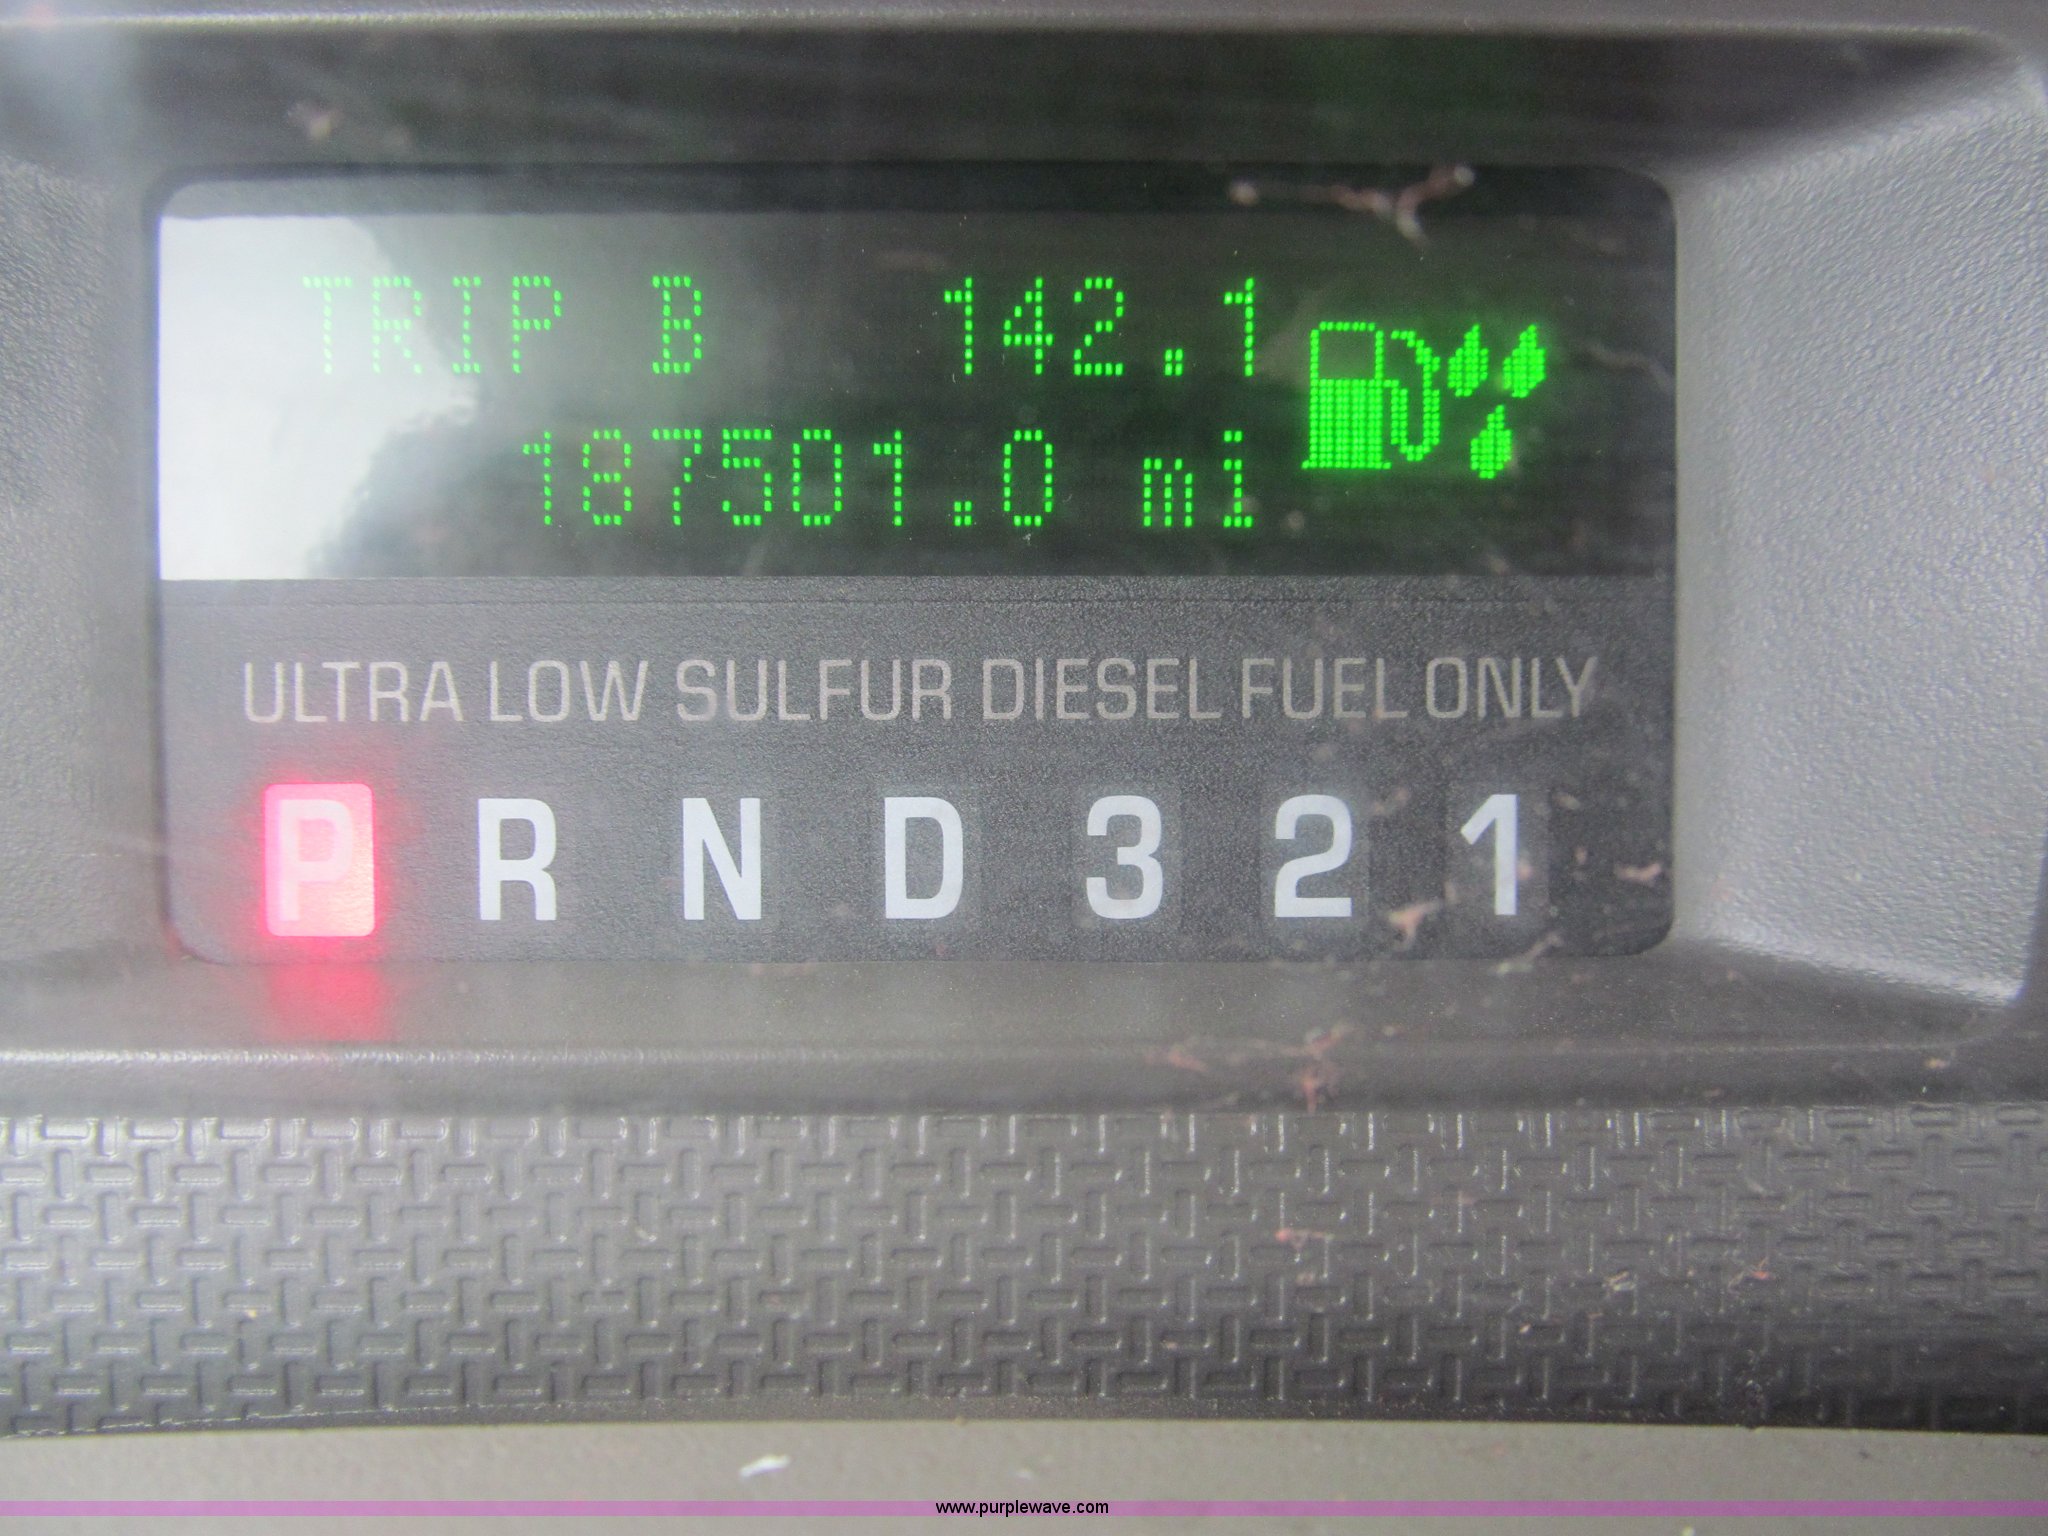 TRIP B 142.1
187501.0 mi
ULTRA LOW SULFUR DIESEL FUEL ONLY
P R N D 3 2 1
www.purplewave.com